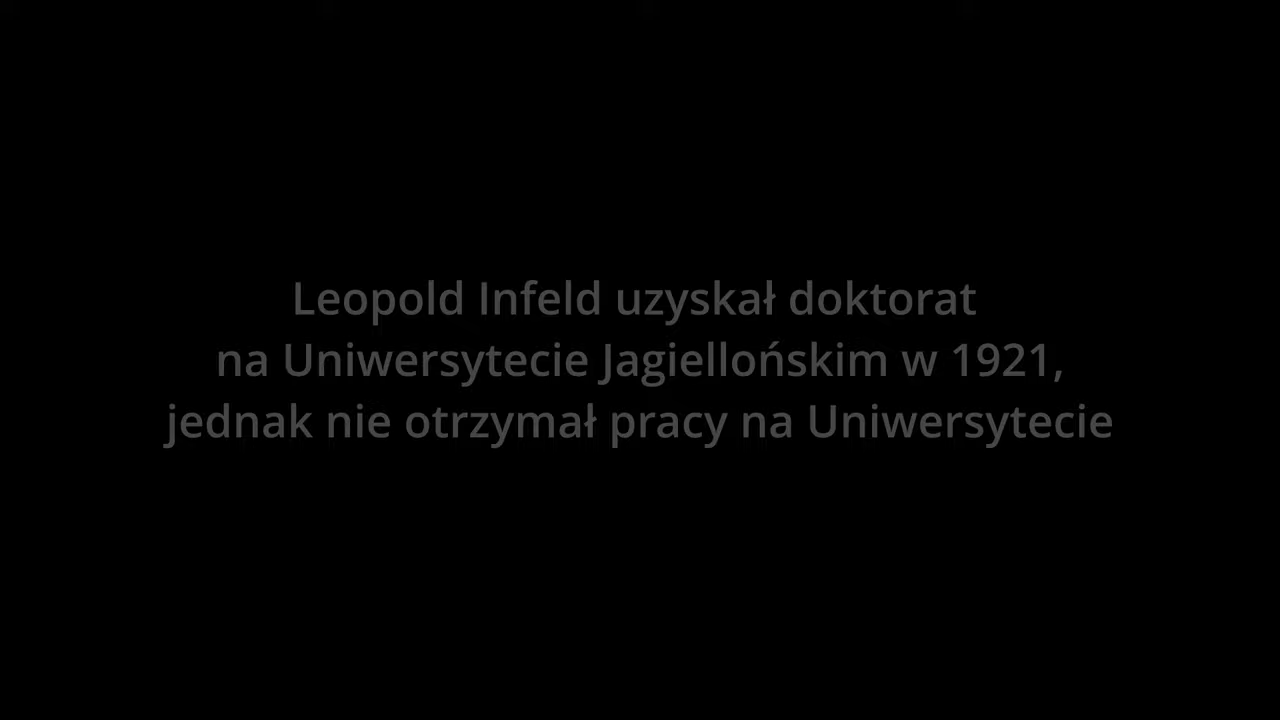 Leopold Infeld uzyskał doktorat
na Uniwersytecie Jagiellońskim w 1921,
jednak nie otrzymał pracy na Uniwersytecie